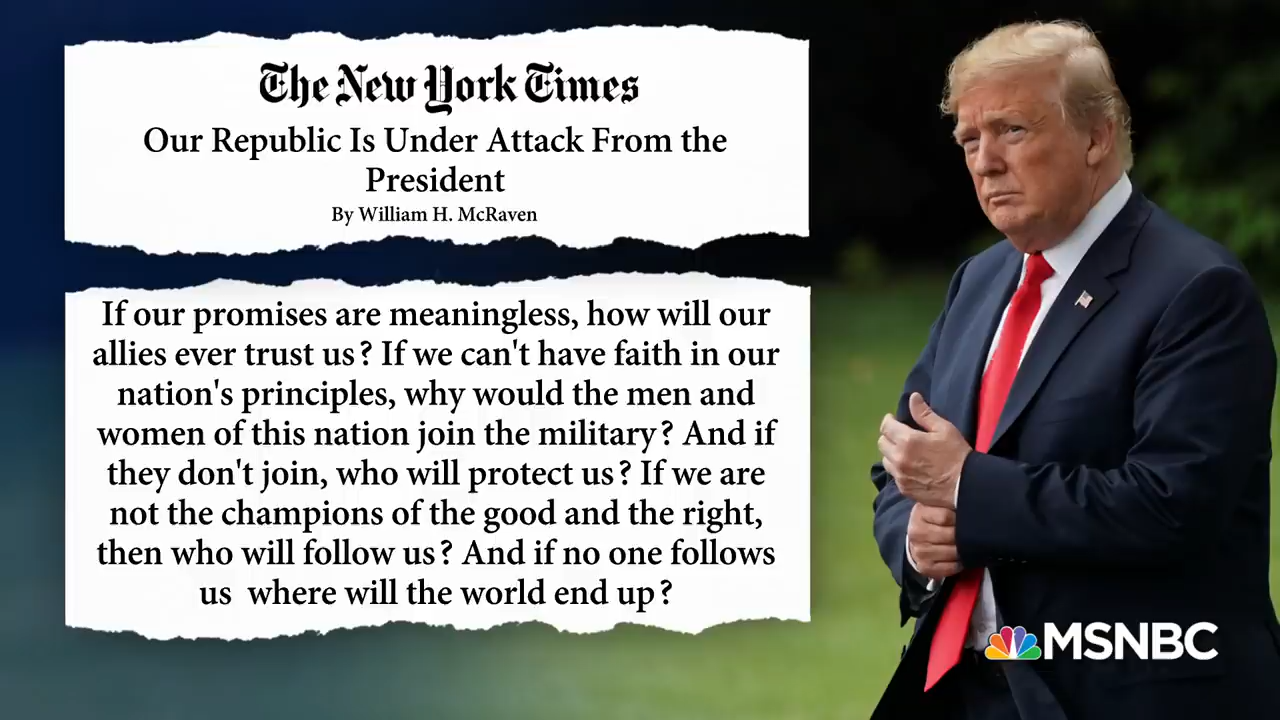 The New York Times
Our Republic Is Under Attack From the
President
By William H. McRaven
If our promises are meaningless, how will our
allies ever trust us? If we can't have faith in our
nation's principles, why would the men and
women of this nation join the military? And if
they don't join, who will protect us? If we are
not the champions of the good and the right,
then who will follow us? And if no one follows
us where will the world end up?
MSNBC